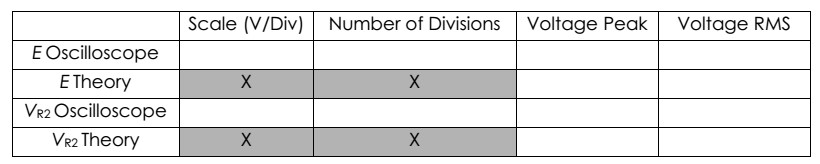 Scale (V/Div) Number of Divisions Voltage Peak Voltage RMS
E Oscilloscope
E Theory X X
VR2 Oscilloscope
VR2 Theory X X